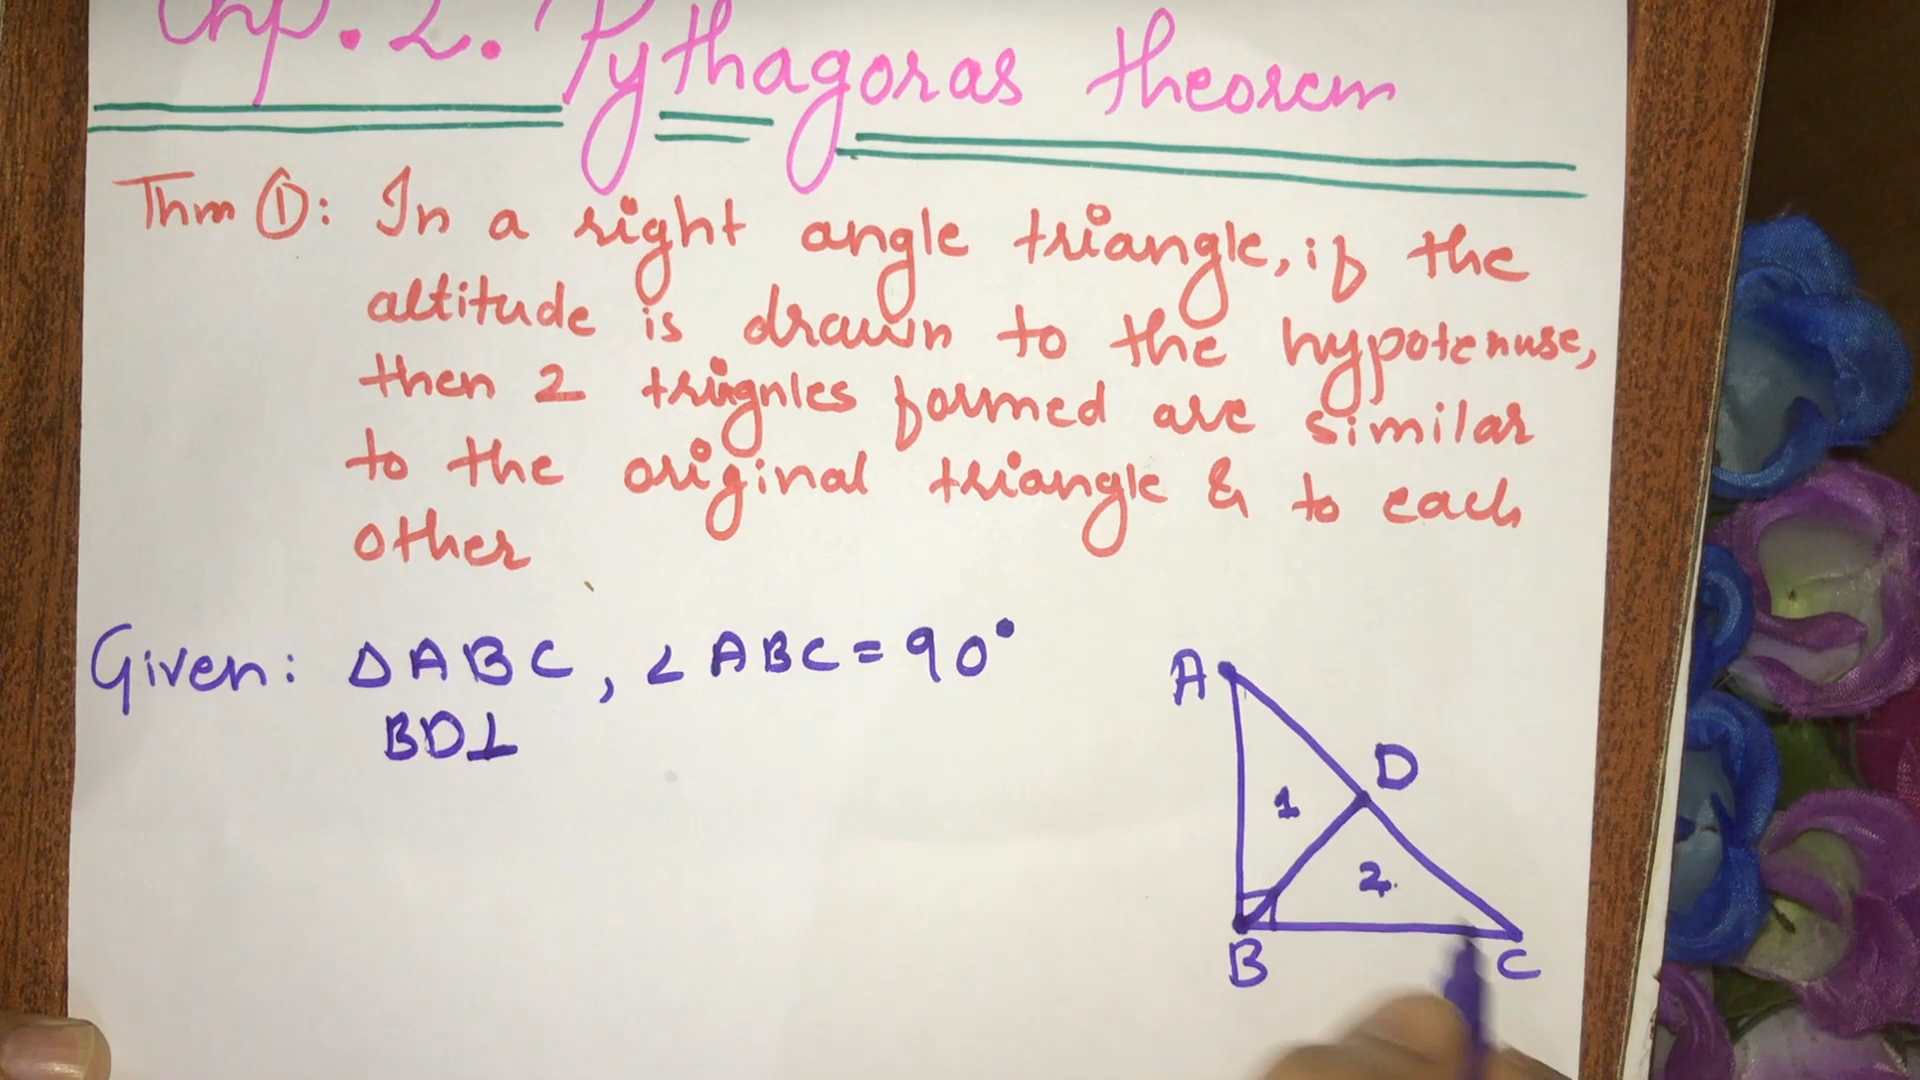 Chp. 2. Pythagoras theorem
Thm ①: In a right angle triangle, if the
altitude is drawn to the hypotenuse,
then 2 trignles formed are similar
to the original triangle & to each
other
Given: △ABC, ∠ABC=90°
BD⊥
A
D
1
2.
B
C